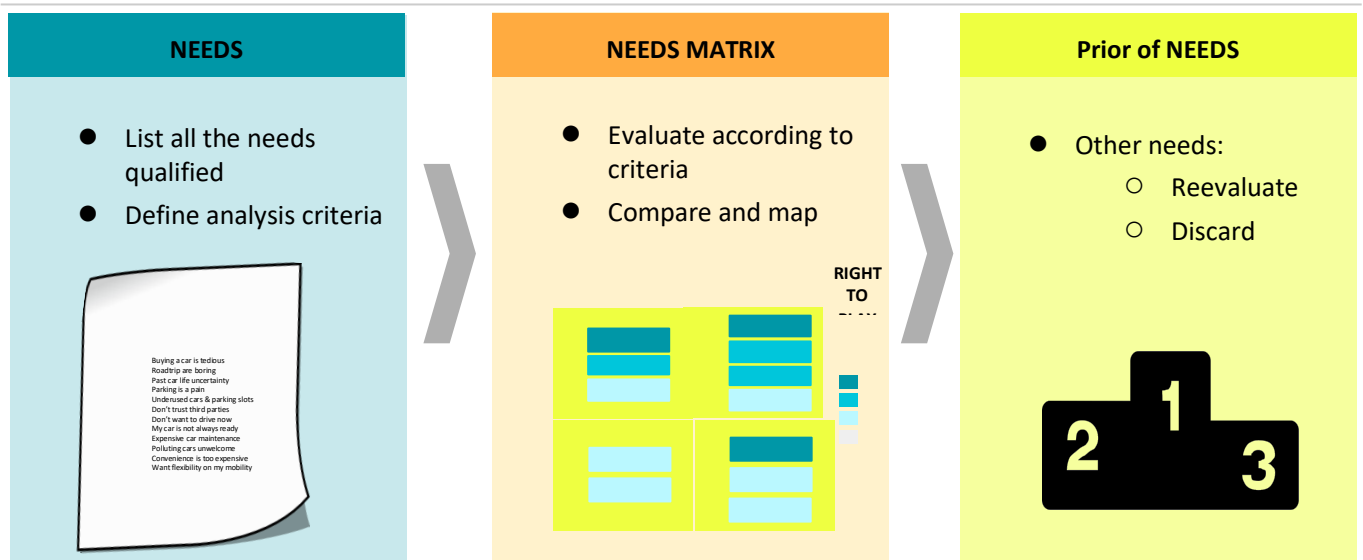 NEEDS
List all the needs
qualified
Define analysis criteria
Buying a car is tedious
Roadtrip are boring
Past car life uncertainty
Parking is a pain
Underused cars & parking slots
Don't trust third parties
Don't want to drive now
My car is not always ready
Expensive car maintenance
Polluting cars unwelcome
Convenience is too expensive
Want flexibility on my mobility
NEEDS MATRIX
Evaluate according to
criteria
Compare and map
RIGHT
TO
Prior of NEEDS
Other needs:
Reevaluate
Discard
1
2
3